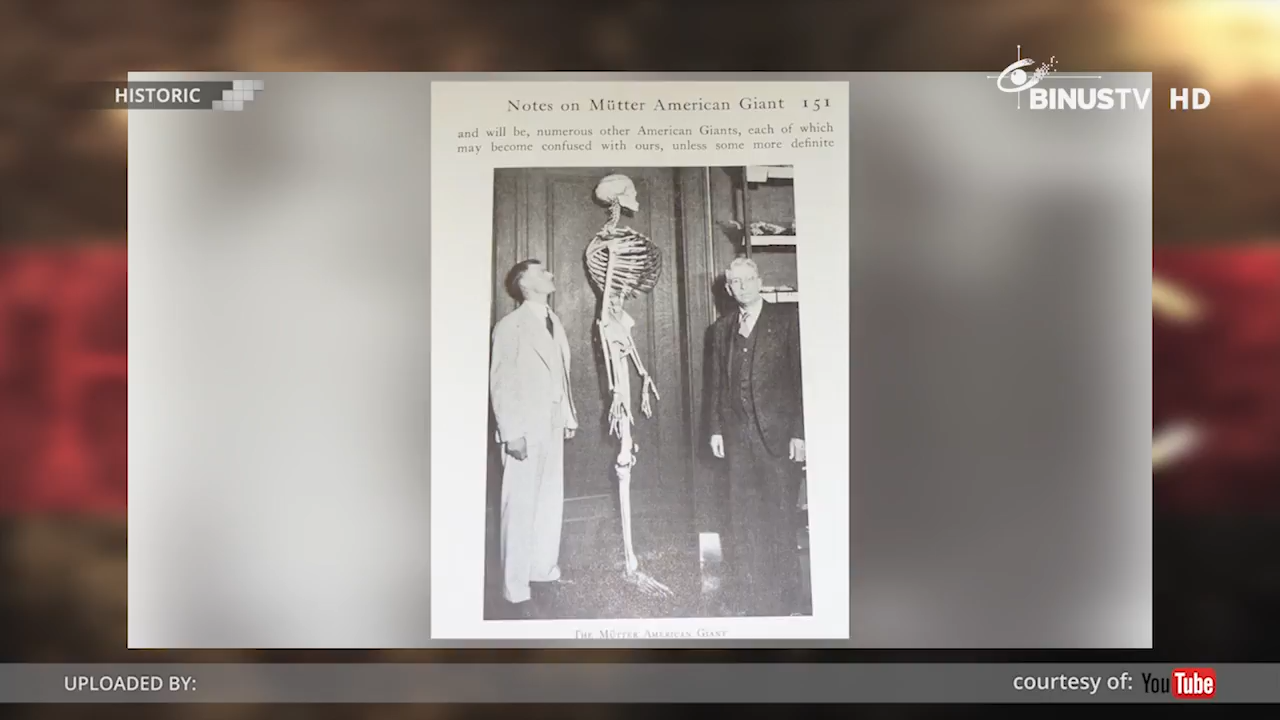 HISTORIC
BINUSTV HD
Notes on Mütter American Giant 151
and will be, numerous other American Giants, each of which
may become confused with ours, unless some more definite
The Mütter American Giant
UPLOADED BY:
courtesy of: YouTube